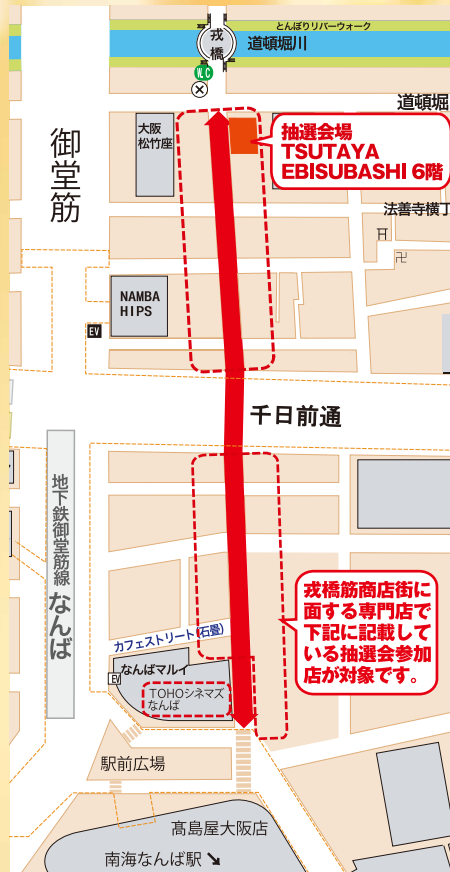 とんぼりリバーウォーク
戎
橋
道頓堀川
W.C
道頓堀
御堂筋
大阪
松竹座
抽選会場
TSUTAYA
EBISUBASHI 6階
法善寺横丁
NAMBA
HIPS
EV
千日前通
地下鉄御堂筋線
なんば
戎橋筋商店街に
面する専門店で
下記に記載して
いる抽選会参加
店が対象です。
カフェストリート(石畳)
なんばマルイ
EV
TOHOシネマズ
なんば
駅前広場
髙島屋大阪店
南海なんば駅↘